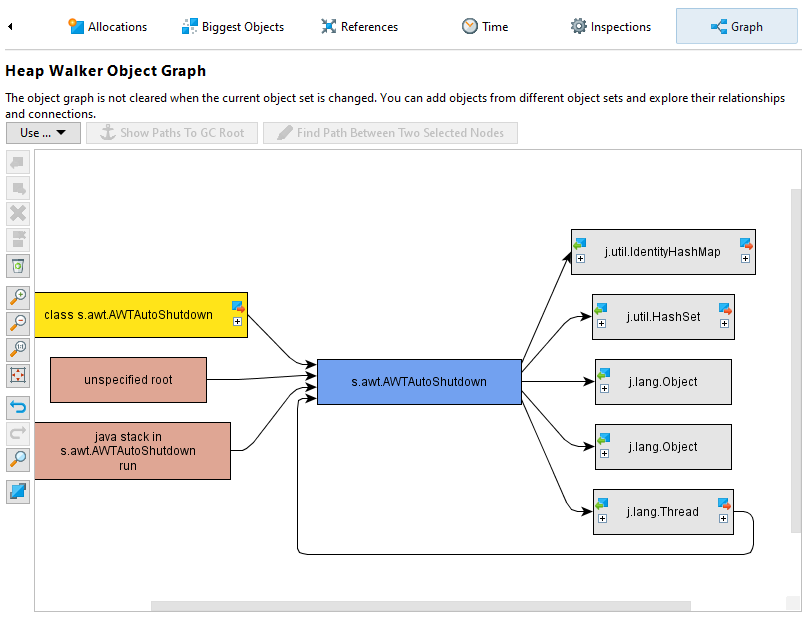 Allocations
Biggest Objects
References
Time
Inspections
Graph
Heap Walker Object Graph
The object graph is not cleared when the current object set is changed. You can add objects from different object sets and explore their relationships
and connections.
Use ...
Show Paths To GC Root
Find Path Between Two Selected Nodes
j.util.IdentityHashMap
class s.awt.AWTAutoShutdown
j.util.HashSet
unspecified root
s.awt.AWTAutoShutdown
j.lang.Object
java stack in
s.awt.AWTAutoShutdown
run
j.lang.Object
j.lang.Thread